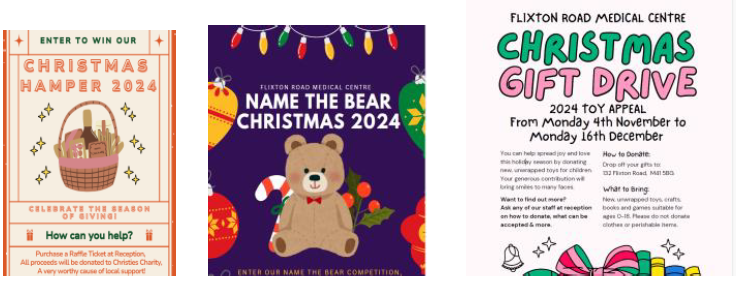 ENTER TO WIN OUR
CHRISTMAS
HAMPER 2024
CELEBRATE THE SEASON
OF GIVING!
How can you help?
Purchase a Raffle Ticket at Reception,
All proceeds will be donated to Christies Charity,
A very worthy cause of local support!
FLIXTON ROAD MEDICAL CENTRE
NAME THE BEAR
CHRISTMAS 2024
ENTER OUR NAME THE BEAR COMPETITION,
FLIXTON ROAD MEDICAL CENTRE
CHRISTMAS
GIFT DRIVE
2024 TOY APPEAL
From Monday 4th November to
Monday 16th December
You can help spread joy and love
this holiday season by donating
new, unwrapped toys for children.
Your generous contribution will
bring smiles to many faces.
Want to find out more?
Ask any of our staff at reception
on how to donate, what can be
accepted & more.
How to Donate:
Drop off your gifts to:
132 Flixton Road, M41 5BG.
What to Bring:
New, unwrapped toys, crafts,
books and games suitable for
ages 0-18. Please do not donate
clothes or perishable items.